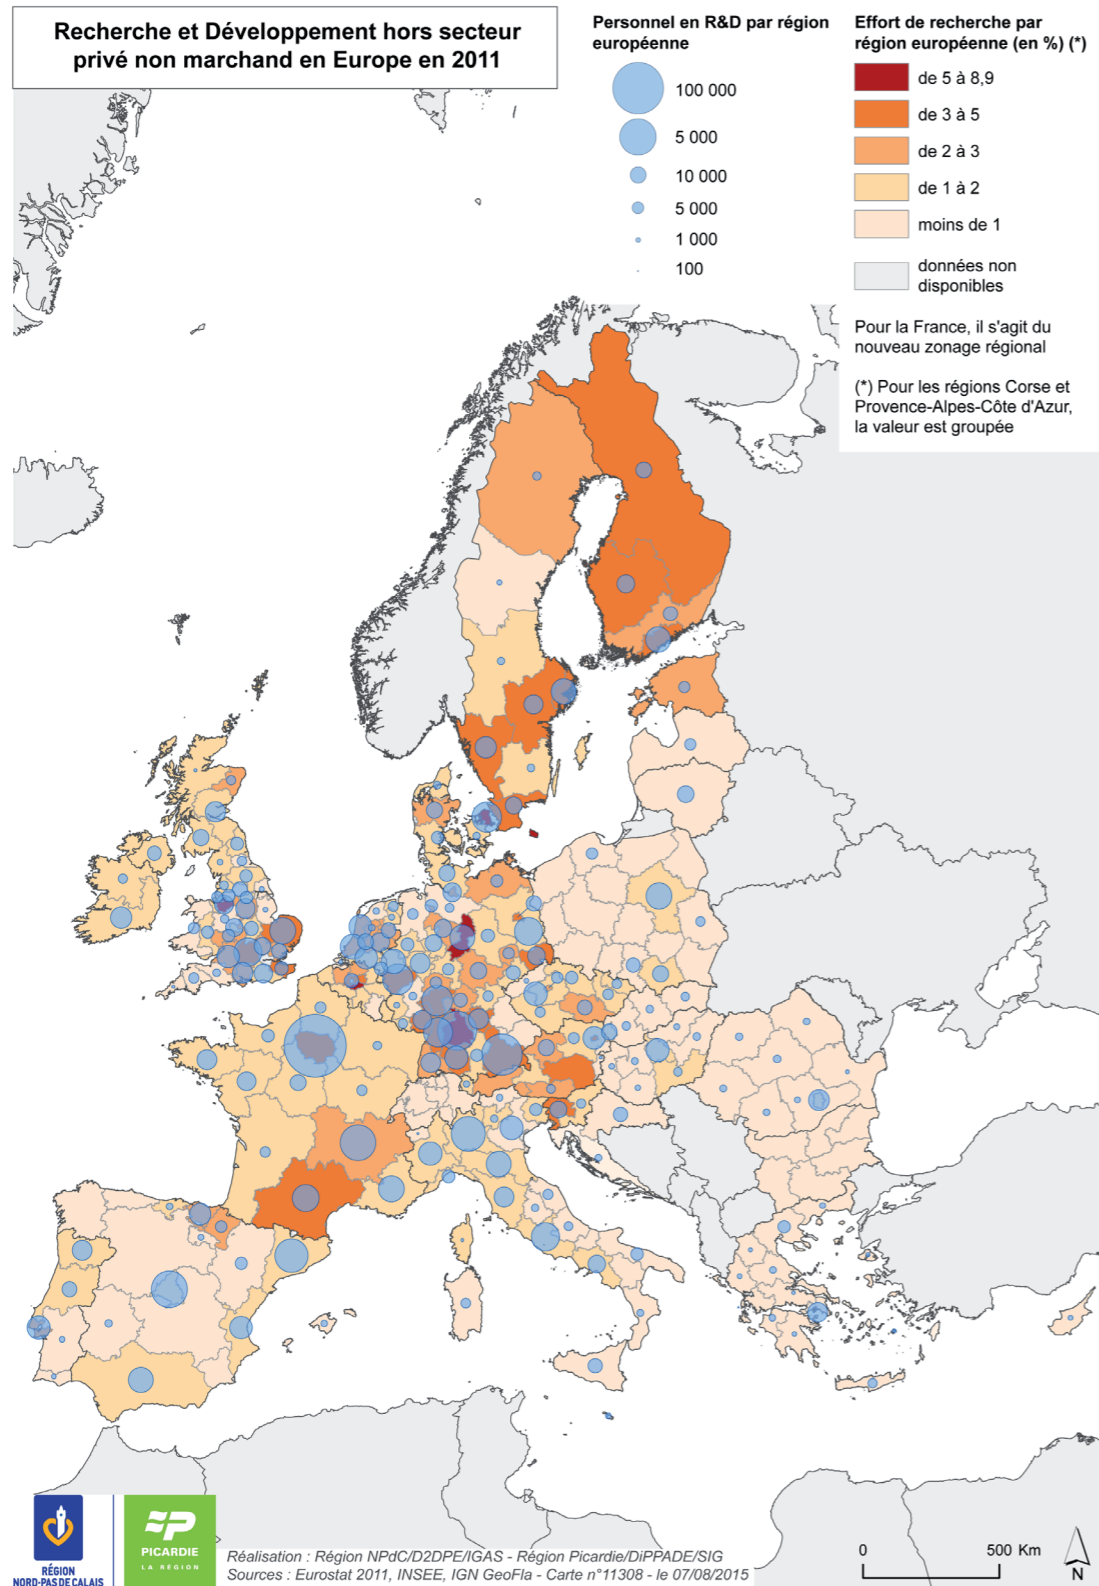 Recherche et Développement hors secteur
privé non marchand en Europe en 2011
Personnel en R&D par région
européenne
100 000
5 000
10 000
5 000
1 000
100
Effort de recherche par
région européenne (en %) (*)
de 5 à 8,9
de 3 à 5
de 2 à 3
de 1 à 2
moins de 1
données non
disponibles
Pour la France, il s'agit du
nouveau zonage régional
(*) Pour les régions Corse et
Provence-Alpes-Côte d'Azur,
la valeur est groupée
RÉGION
NORD-PAS DE CALAIS
PICARDIE
LA RÉGION
Réalisation : Région NPdC/D2DPE/IGAS - Région Picardie/DiPPADE/SIG
Sources : Eurostat 2011, INSEE, IGN GeoFla - Carte n°11308 - le 07/08/2015
0 500 Km
N